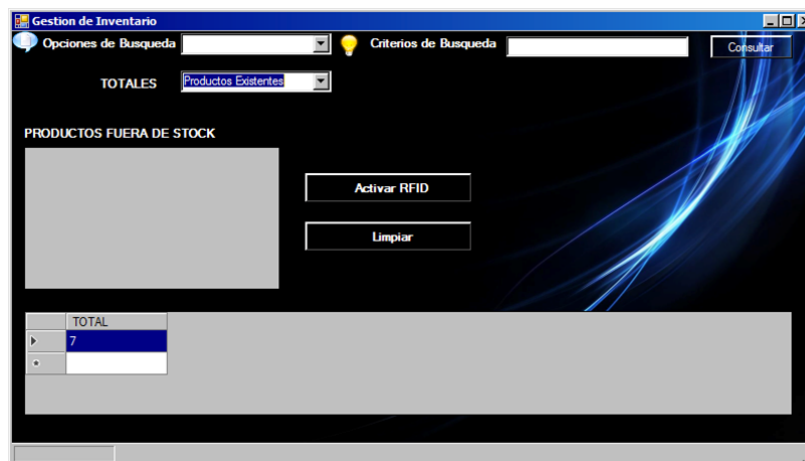 Gestion de Inventario
Opciones de Busqueda
Criterios de Busqueda
Consultar
TOTALES
Productos Existentes
PRODUCTOS FUERA DE STOCK
Activar RFID
Limpiar
TOTAL
7